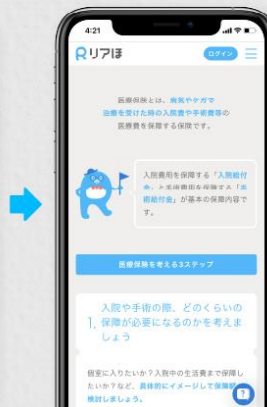 4:21
リアほ
ログイン
医療保険とは、病気やケガで
治療を受けた時の入院費や手術費等の
医療費を保障する保険です。
入院費用を保障する「入院給付
金」と手術費用を保障する「手
術給付金」が基本の保障内容で
す。
医療保険を考える3ステップ
入院や手術の際、どのくらいの
1. 保障が必要になるのかを考えま
しょう
個室に入りたいか？入院中の生活費まで保障し
たいか？など、具体的にイメージして保障額
検討しましょう。
?